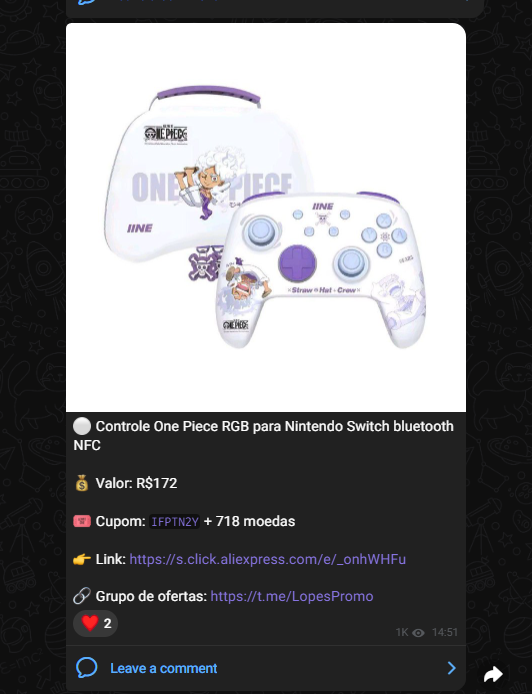 ONE PIECE
ONE PIECE
IINE
IINE
Straw Hat Crew
ONE PIECE
Controle One Piece RGB para Nintendo Switch bluetooth
NFC
Valor: R$172
Cupom: IFPTN2Y + 718 moedas
Link: https://s.click.aliexpress.com/e/_onhWHFu
Grupo de ofertas: https://t.me/LopesPromo
2
1K 14:51
Leave a comment